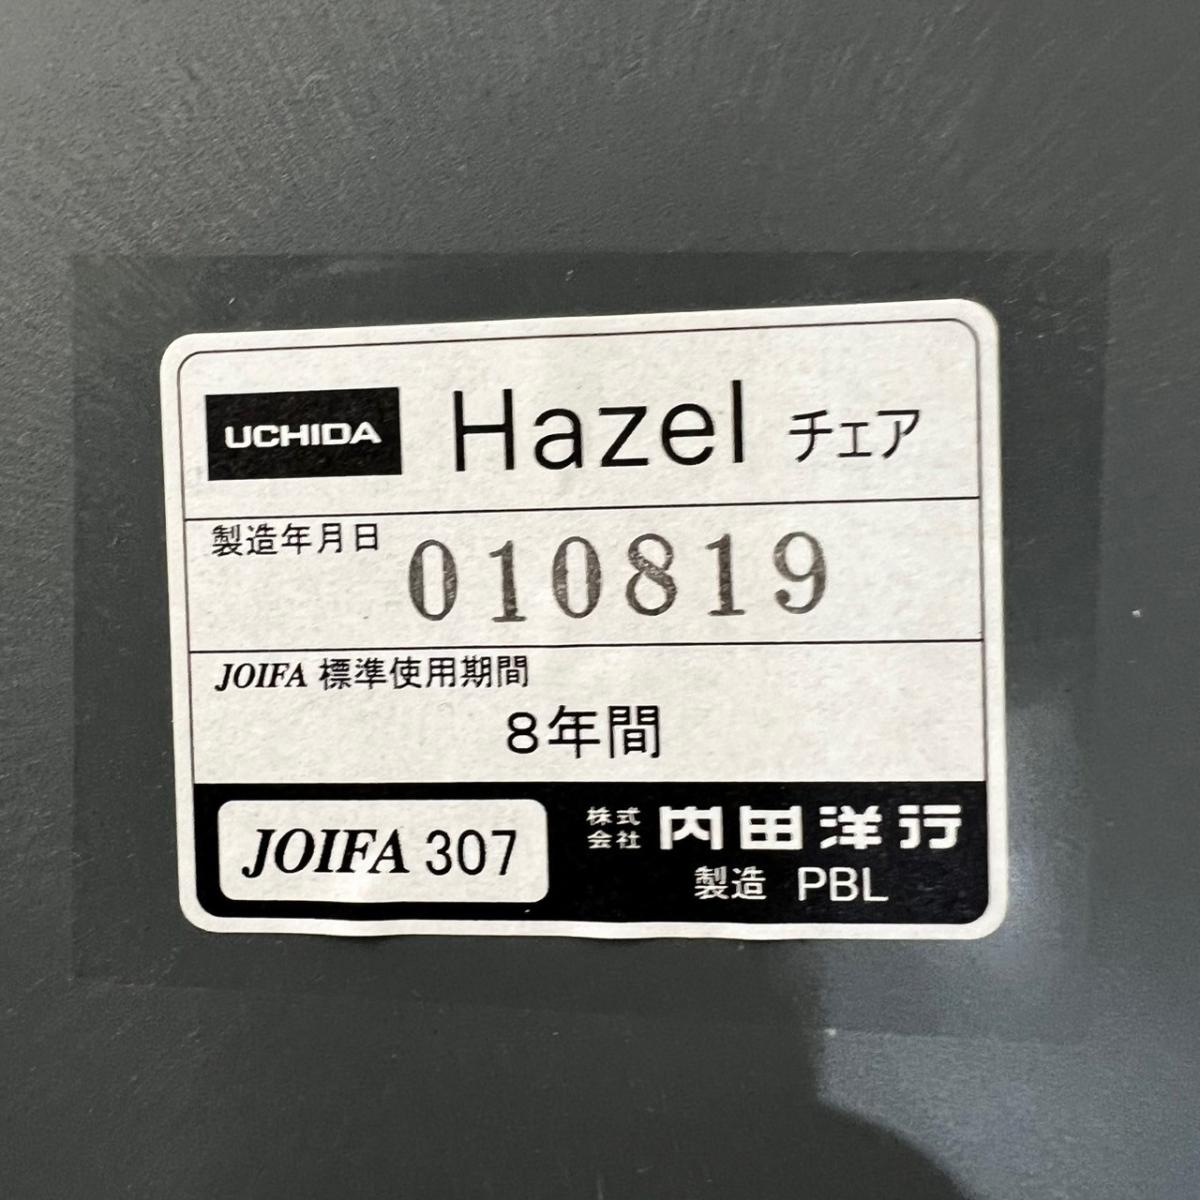 UCHIDA Hazel チェア
製造年月日 010819
JOIFA 標準使用期間
8年間
JOIFA 307
株式会社 内田洋行
製造 PBL